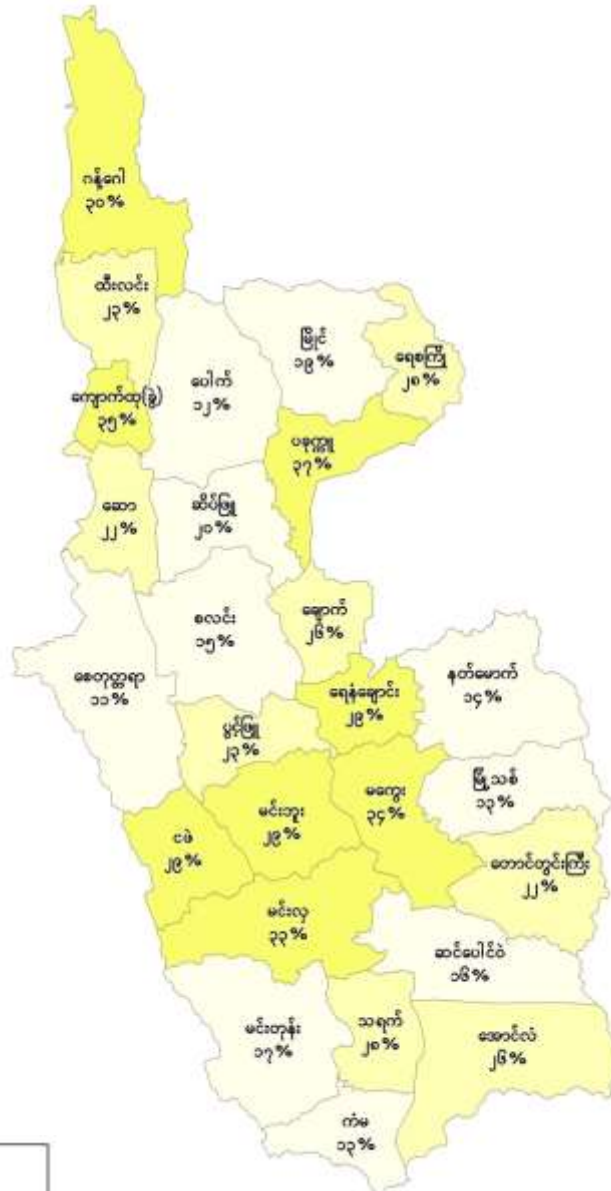 ဂန့်ဂေါ
၃၀%
ထီးလင်း
၂၃%
မြိုင်
၁၉%
ရေစကြို
၂၈%
ပေါက်
၁၂%
ကျောက်ထု(ခွဲ)
၃၅%
ပခုက္ကူ
၃၇%
ဆော
၂၂%
ဆိပ်ဖြူ
၂၀%
ချောက်
၂၆%
စလင်း
၁၅%
စေတုတ္တရာ
၁၁%
နတ်မောက်
၁၄%
ရေနံချောင်း
၂၉%
ပွင့်ဖြူ
၂၃%
မြို့သစ်
၁၃%
မကွေး
၃၄%
မင်းဘူး
၂၉%
ငဖဲ
၂၉%
တောင်တွင်းကြီး
၂၂%
မင်းလှ
၃၃%
ဆင်ပေါင်ဝဲ
၁၆%
မင်းတုန်း
၁၇%
သရက်
၂၈%
အောင်လံ
၂၆%
ကံမ
၁၃%